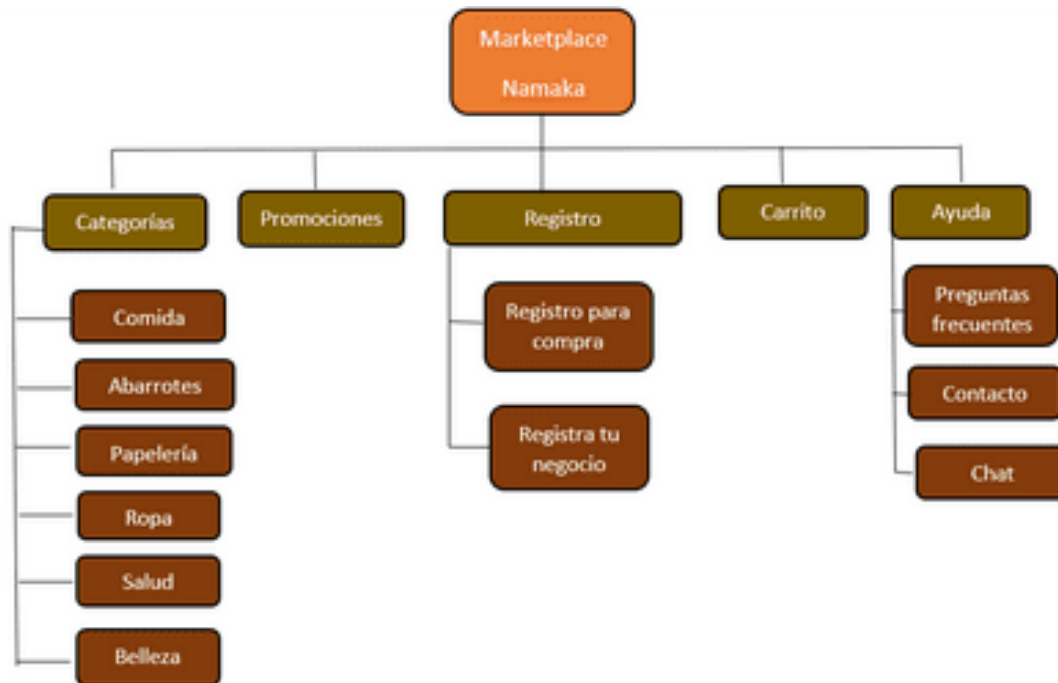 Marketplace
Namaka
Categorías
Promociones
Registro
Carrito
Ayuda
Comida
Abarrotes
Papelería
Ropa
Salud
Belleza
Registro para
compra
Registra tu
negocio
Preguntas
frecuentes
Contacto
Chat